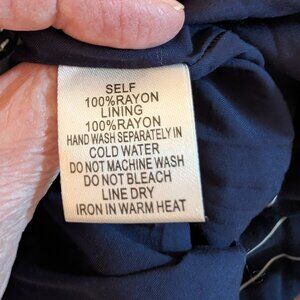 SELF
100%RAYON
LINING
100%RAYON
HAND WASH SEPARATELY IN
COLD WATER
DO NOT MACHINE WASH
DO NOT BLEACH
LINE DRY
IRON IN WARM HEAT